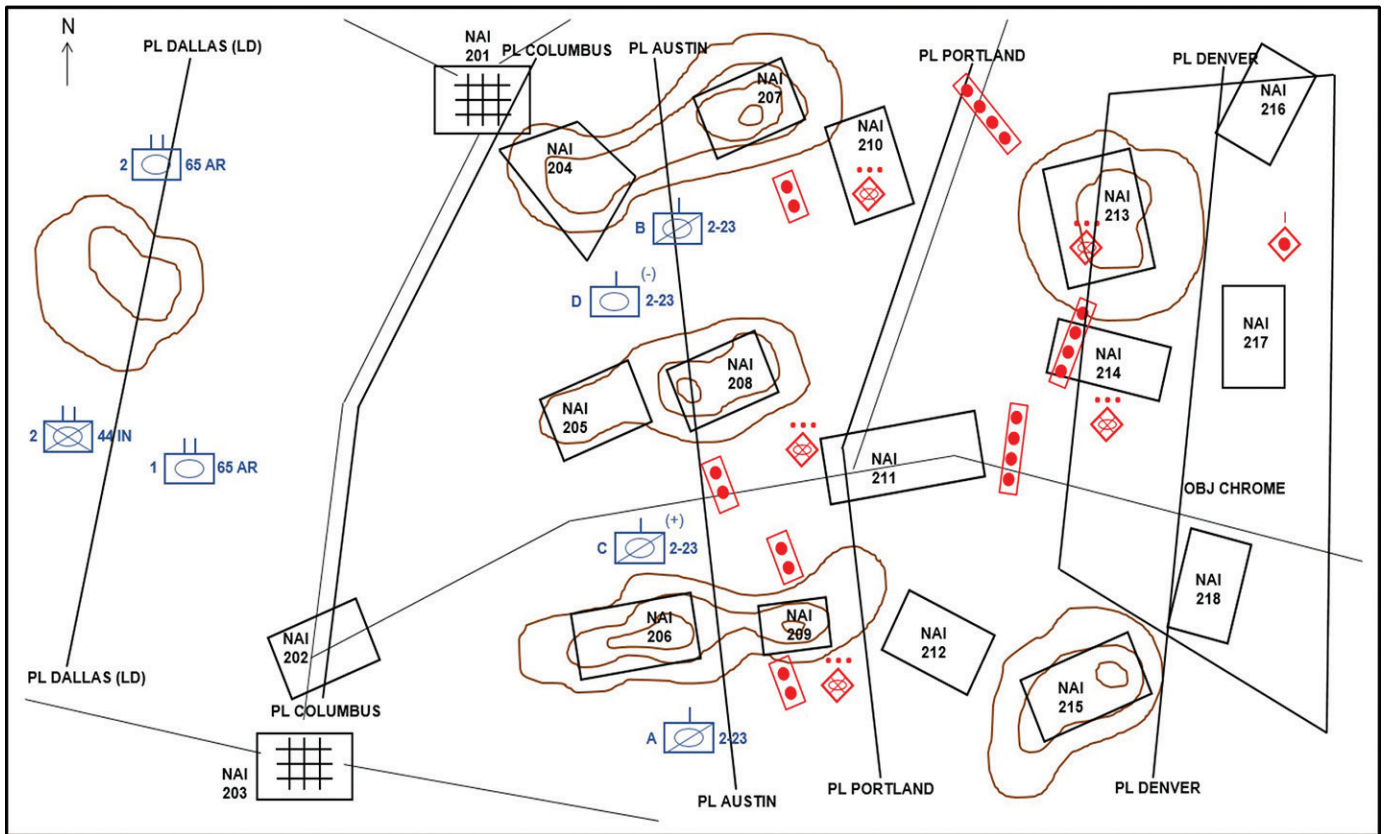 N
PL DALLAS (LD)
NAI
201
PL COLUMBUS
PL AUSTIN
PL PORTLAND
PL DENVER
NAI
216
NAI
207
NAI
210
2 65 AR
NAI
204
NAI
213
B 2-23
(-)
D 2-23
NAI
217
NAI
214
NAI
208
NAI
205
2 44 IN
1 65 AR
NAI
211
OBJ CHROME
(+)
C 2-23
NAI
218
NAI
206
NAI
209
NAI
212
NAI
202
PL DALLAS (LD)
NAI
215
PL COLUMBUS
A 2-23
NAI
203
PL AUSTIN
PL PORTLAND
PL DENVER